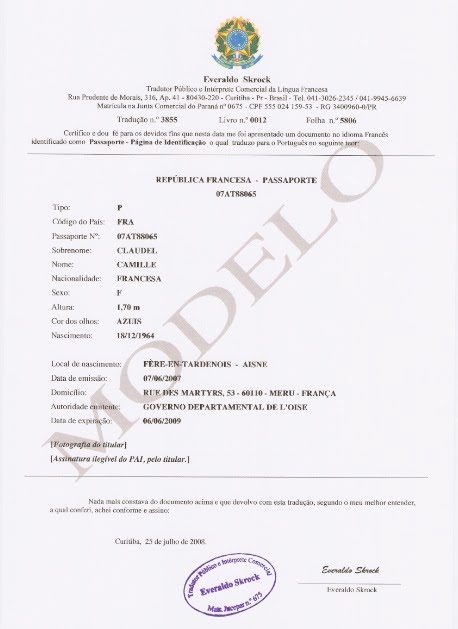 Everaldo Skrock
Tradutor Público e Intérprete Comercial da Língua Francesa
Rua Prudente de Morais, 316, Ap. 41 - 80430-220 - Curitiba - Pr - Brasil - Tel. 041-3026-2345 / 041-9945-6639
Matrícula na Junta Comercial do Paraná nº 0675 - CPF 555 024 159-53 - RG 3400960-0/PR
Tradução n.º 3855 Livro n.º 0012 Folha n.º 5806
Certifico e dou fé para os devidos fins que nesta data me foi apresentado um documento no idioma Francês
identificado como Passaporte - Página de Identificação o qual traduzo para o Português no seguinte teor:
REPÚBLICA FRANCESA - PASSAPORTE
07AT88065
Tipo: P
Código do País: FRA
Passaporte Nº: 07AT88065
Sobrenome: CLAUDEL
Nome: CAMILLE
Nacionalidade: FRANCESA
Sexo: F
Altura: 1,70 m
Cor dos olhos: AZUIS
Nascimento: 18/12/1964
Local de nascimento: FÈRE-EN-TARDENOIS - AISNE
Data de emissão: 07/06/2007
Domicílio: RUE DES MARTYRS, 53 - 60110 - MERU - FRANÇA
Autoridade emitente: GOVERNO DEPARTAMENTAL DE L'OISE
Data de expiração: 06/06/2009
[Fotografia do titular]
[Assinatura ilegível do PAI, pelo titular.]
MODELO
Nada mais constava do documento acima e que devolvo com esta tradução, segundo o meu melhor entender,
a qual conferi, achei conforme e assino:
Curitiba, 25 de julho de 2008.
Tradutor Público e Intérprete Comercial
Everaldo Skrock
Matr. Jucepar n.º 675
Everaldo Skrock
Everaldo Skrock